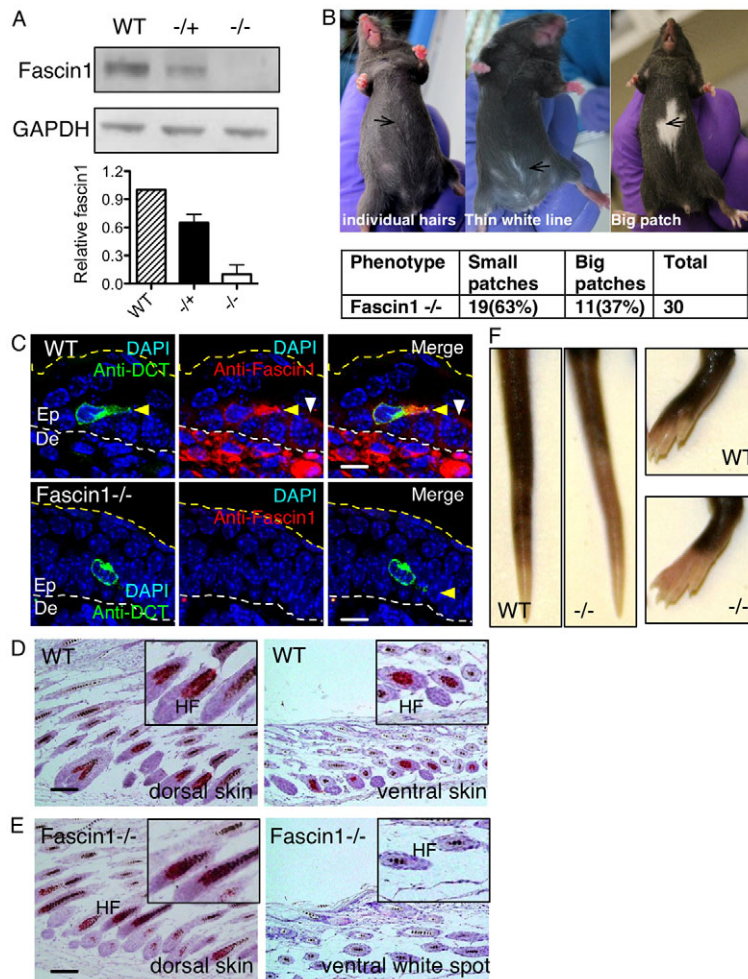 A
WT -/+ -/-
Fascin1
GAPDH
Relative fascin1
1.2
0.9
0.6
0.3
0.0
WT -/+ -/-
B
individual hairs
Thin white line
Big patch
Phenotype Small patches Big patches Total
Fascin1 -/- 19(63%) 11(37%) 30
C
WT DAPI
Anti-DCT
Ep
De
DAPI
Anti-Fascin1
Merge
Fascin1-/-
Ep
De
DAPI
Anti-DCT
DAPI
Anti-Fascin1
Merge
D
WT
HF
dorsal skin
WT
HF
ventral skin
E
Fascin1-/-
HF
dorsal skin
Fascin1-/-
HF
ventral white spot
F
WT
-/-
WT
-/-